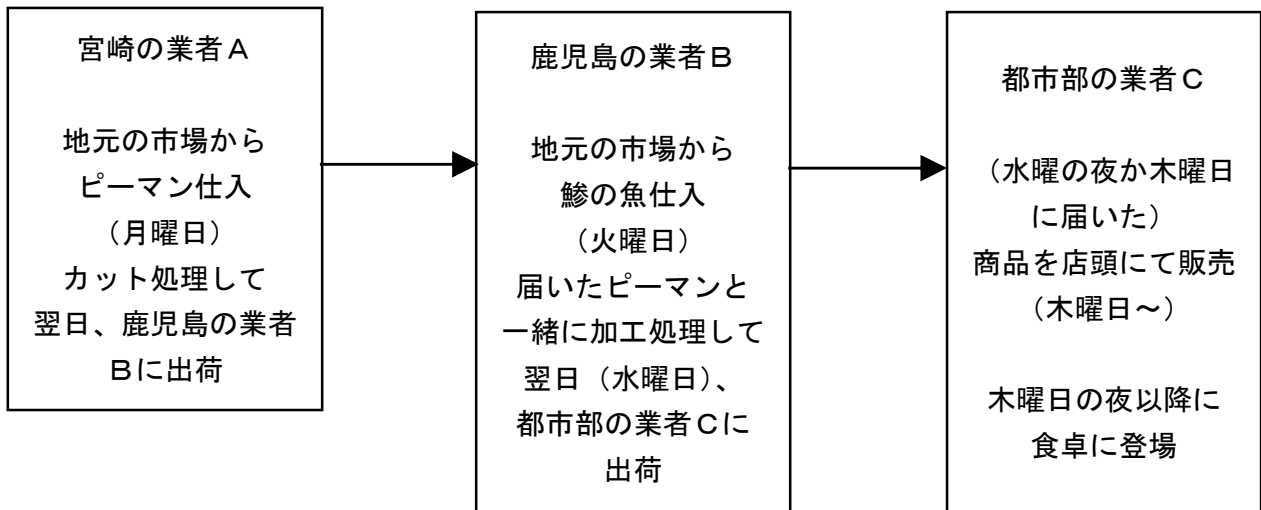 宮崎の業者A
地元の市場から
ピーマン仕入
（月曜日）
カット処理して
翌日、鹿児島の業者
Bに出荷
鹿児島の業者B
地元の市場から
鯵の魚仕入
（火曜日）
届いたピーマンと
一緒に加工処理して
翌日（水曜日）、
都市部の業者Cに
出荷
都市部の業者C
（水曜の夜か木曜日
に届いた）
商品を店頭にて販売
（木曜日～）
木曜日の夜以降に
食卓に登場